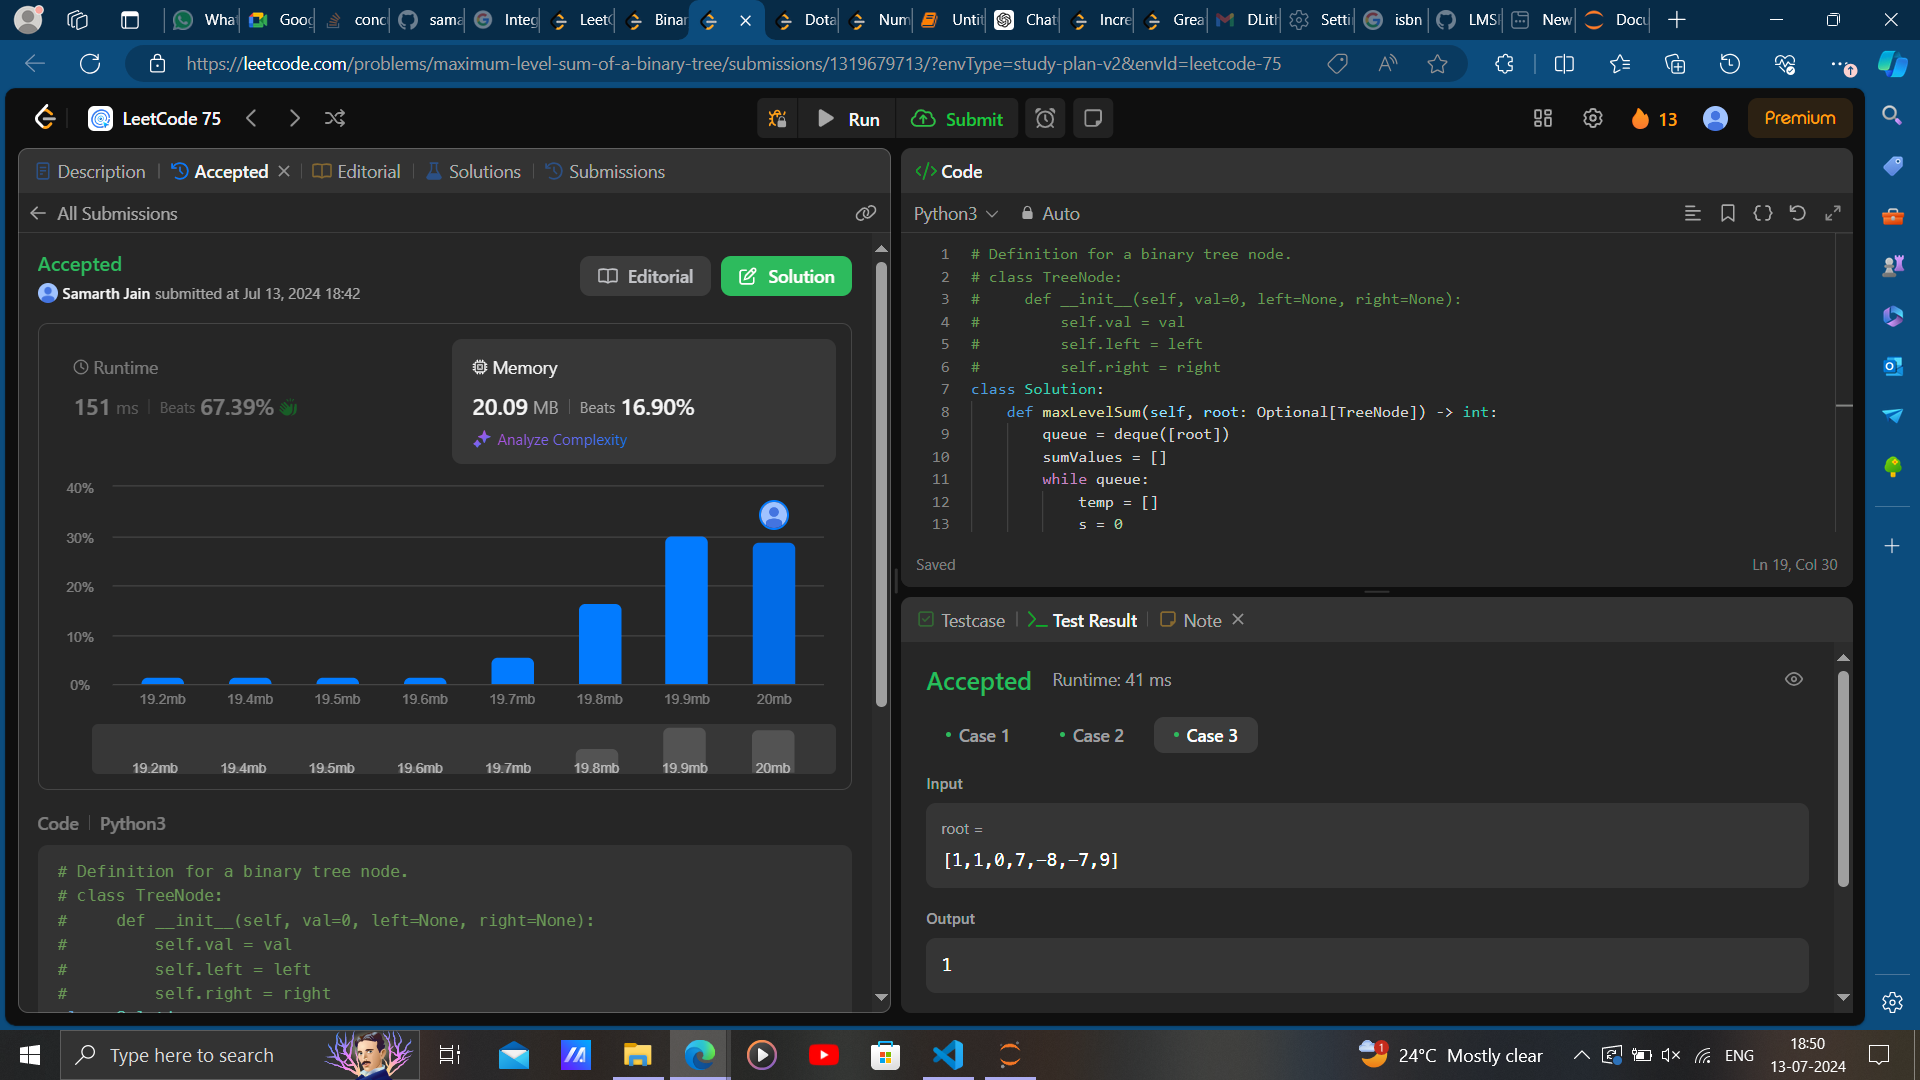 What
Goog
conc
sama
Integ
LeetC
Binar
Dota
Num
Untit
Chat
Incre
Grea
DLith
Setti
isbn
LMSP
New
Docu
https://leetcode.com/problems/maximum-level-sum-of-a-binary-tree/submissions/1319679713/?envType=study-plan-v2&envId=leetcode-75
LeetCode 75
Run
Submit
13
Premium
Description
Accepted
Editorial
Solutions
Submissions
All Submissions
Accepted
Samarth Jain submitted at Jul 13, 2024 18:42
Editorial
Solution
Runtime
151 ms
Beats 67.39%
Memory
20.09 MB
Beats 16.90%
Analyze Complexity
40%
30%
20%
10%
0%
19.2mb 19.4mb 19.5mb 19.6mb 19.7mb 19.8mb 19.9mb 20mb
19.2mb 19.4mb 19.5mb 19.6mb 19.7mb 19.8mb 19.9mb 20mb
Code
Python3
# Definition for a binary tree node.
# class TreeNode:
#     def __init__(self, val=0, left=None, right=None):
#         self.val = val
#         self.left = left
#         self.right = right
Code
Python3
Auto
1 # Definition for a binary tree node.
2 # class TreeNode:
3 #     def __init__(self, val=0, left=None, right=None):
4 #         self.val = val
5 #         self.left = left
6 #         self.right = right
7 class Solution:
8     def maxLevelSum(self, root: Optional[TreeNode]) -> int:
9         queue = deque([root])
10         sumValues = []
11         while queue:
12             temp = []
13             s = 0
Saved
Ln 19, Col 30
Testcase
Test Result
Note
Accepted
Runtime: 41 ms
Case 1
Case 2
Case 3
Input
root =
[1,1,0,7,-8,-7,9]
Output
1
Type here to search
1
24°C Mostly clear
ENG
18:50
13-07-2024